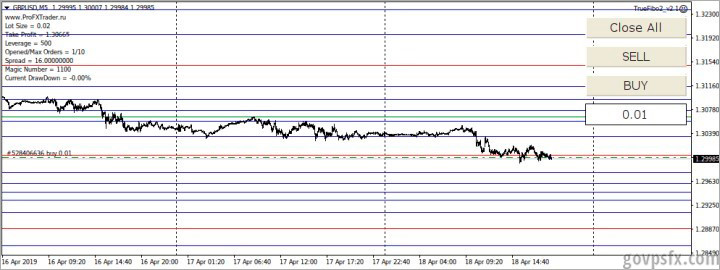 GBPUSD,M5 1.29995 1.30007 1.29984 1.29985
TrueFibo2_v2.1
www.ProFXTrader.ru
Lot Size = 0.02
Take Profit = 1.30665
Leverage = 500
Opened/Max Orders = 1/10
Spread = 16.00000000
Magic Number = 1100
Current DrawDown = -0.00%
Close All
SELL
BUY
0.01
1.32300
1.31920
1.31540
1.31160
1.30780
1.30390
1.29985
1.29630
1.29250
1.28870
1.28490
#528406636 buy 0.01
16 Apr 2019
16 Apr 09:20
16 Apr 14:40
16 Apr 20:00
17 Apr 01:20
17 Apr 06:40
17 Apr 12:00
17 Apr 17:20
17 Apr 22:40
18 Apr 04:00
18 Apr 09:20
18 Apr 14:40
govpsfx.com